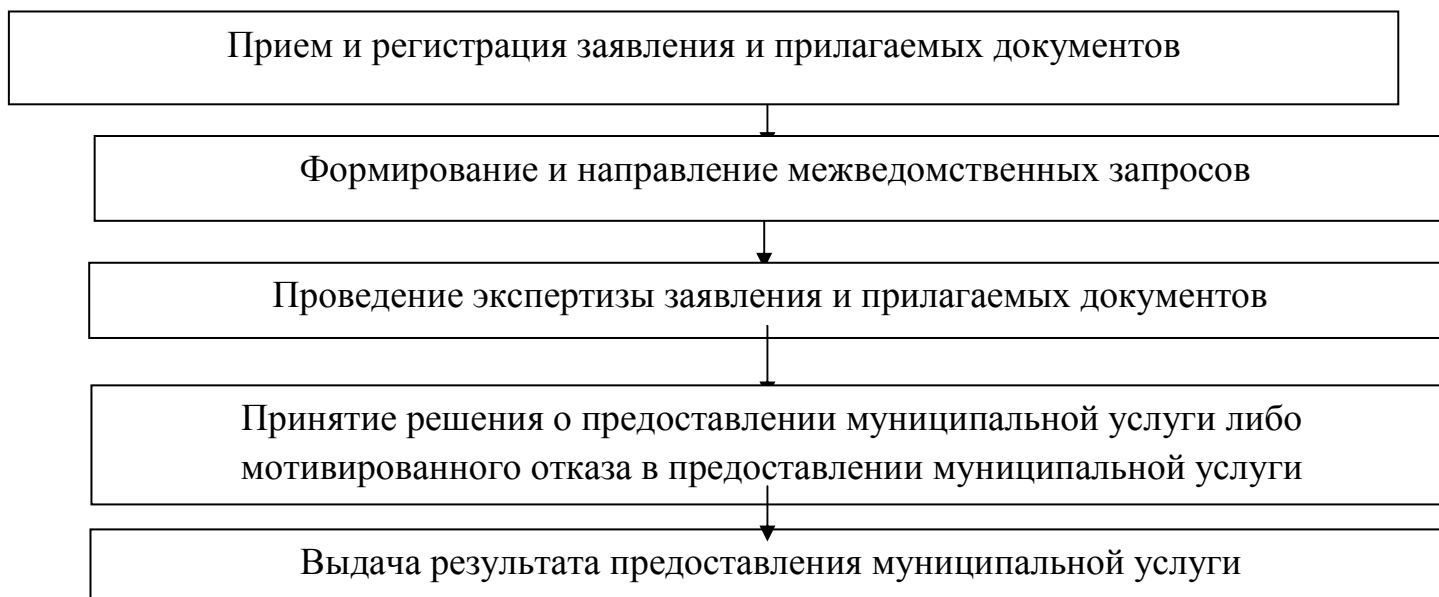 Прием и регистрация заявления и прилагаемых документов
Формирование и направление межведомственных запросов
Проведение экспертизы заявления и прилагаемых документов
Принятие решения о предоставлении муниципальной услуги либо
мотивированного отказа в предоставлении муниципальной услуги
Выдача результата предоставления муниципальной услуги